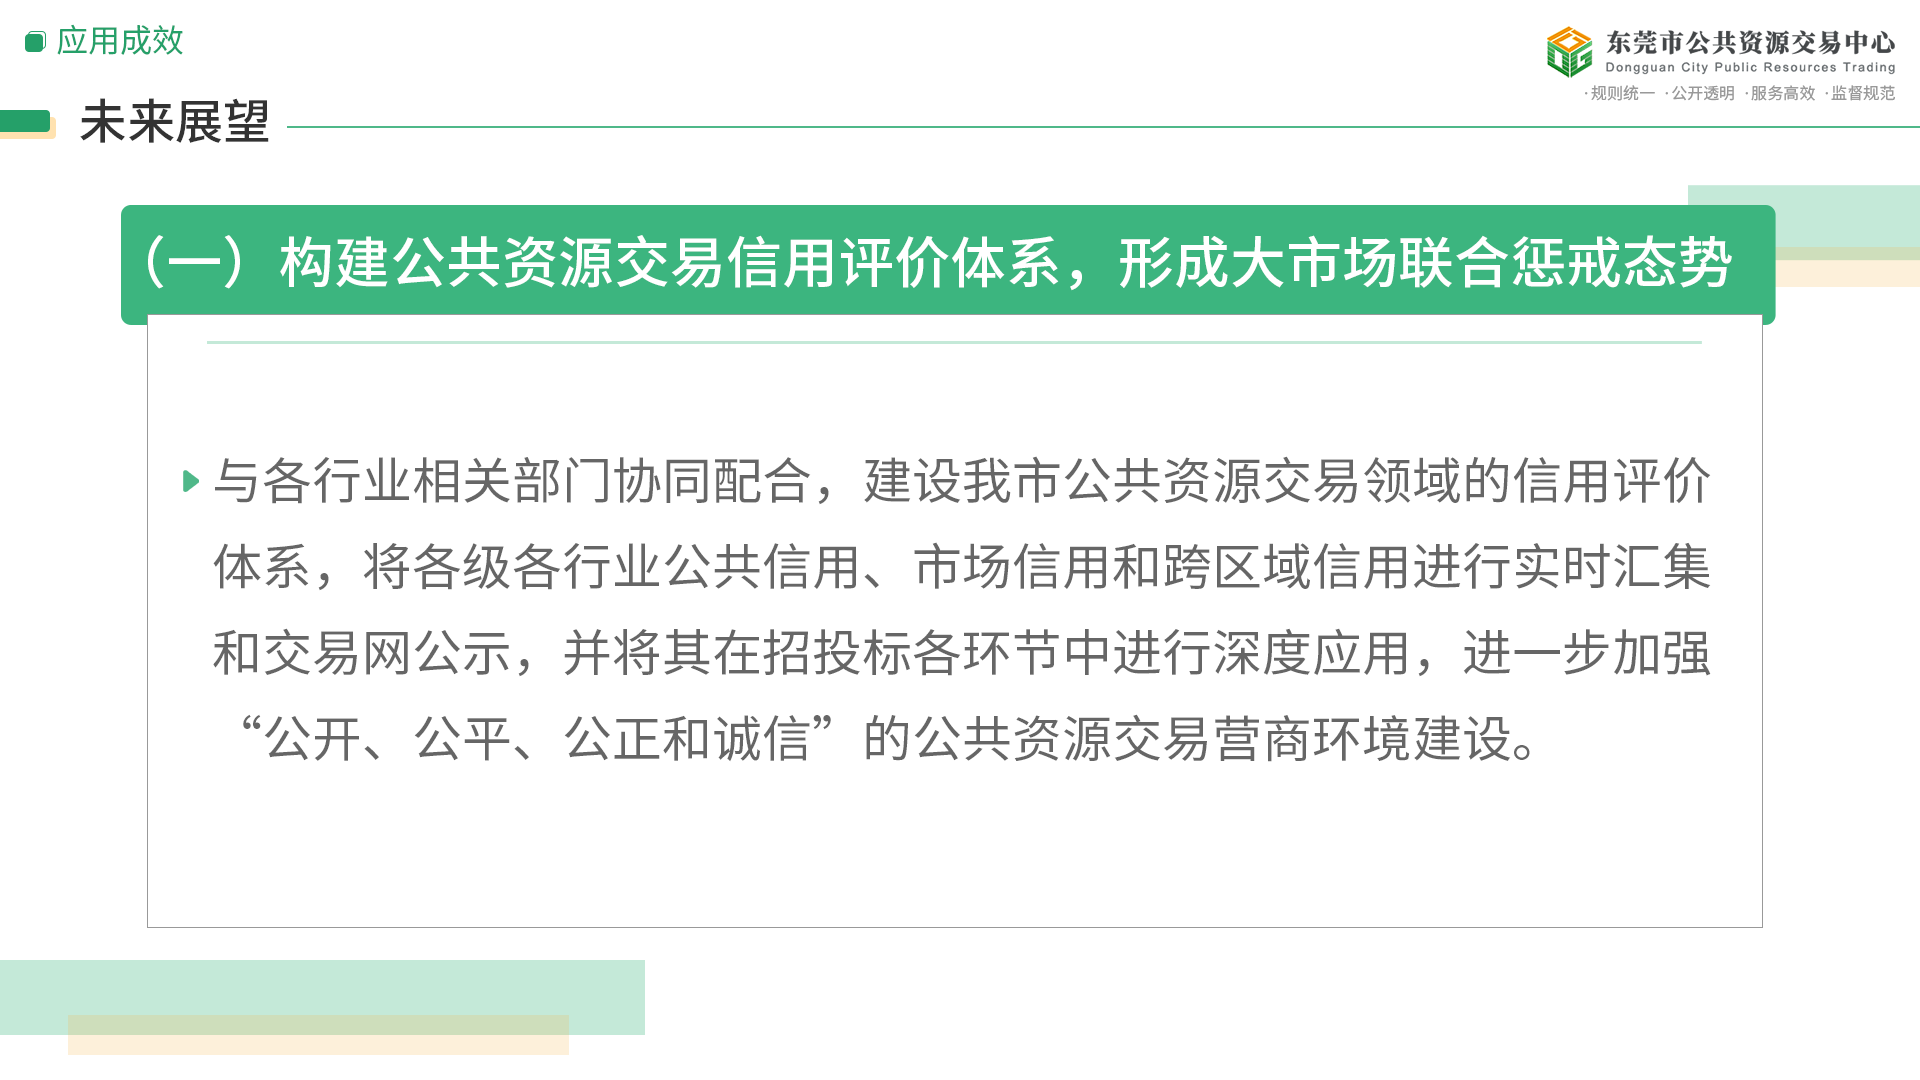 应用成效
东莞市公共资源交易中心
Dongguan City Public Resources Trading
·规则统一 ·公开透明 ·服务高效 ·监督规范
未来展望
（一）构建公共资源交易信用评价体系，形成大市场联合惩戒态势
与各行业相关部门协同配合，建设我市公共资源交易领域的信用评价
体系，将各级各行业公共信用、市场信用和跨区域信用进行实时汇集
和交易网公示，并将其在招投标各环节中进行深度应用，进一步加强
“公开、公平、公正和诚信”的公共资源交易营商环境建设。